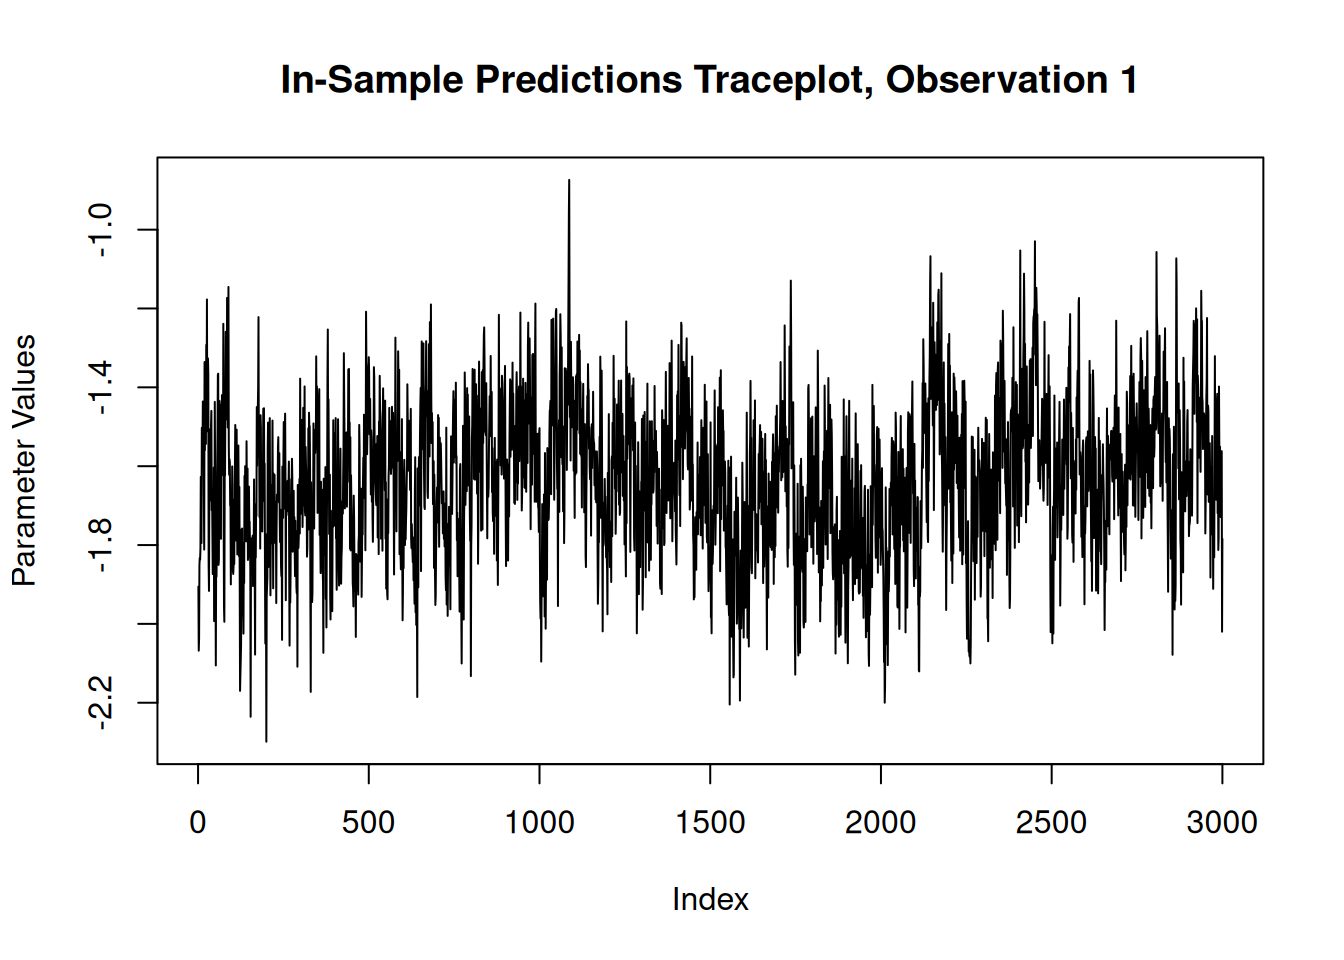 In-Sample Predictions Traceplot, Observation 1
Parameter Values
-1.0
-1.4
-1.8
-2.2
0 500 1000 1500 2000 2500 3000
Index